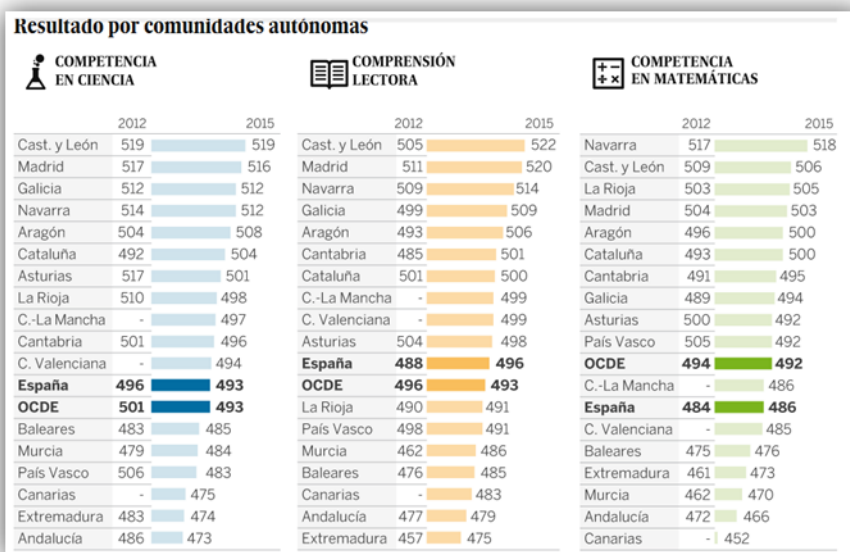 Resultado por comunidades autónomas
COMPETENCIA
EN CIENCIA
2012 2015
Cast. y León 519 519
Madrid 517 516
Galicia 512 512
Navarra 514 512
Aragón 504 508
Cataluña 492 504
Asturias 517 501
La Rioja 510 498
C.-La Mancha - 497
Cantabria 501 496
C. Valenciana - 494
España 496 493
OCDE 501 493
Baleares 483 485
Murcia 479 484
País Vasco 506 483
Canarias - 475
Extremadura 483 474
Andalucía 486 473
COMPRENSIÓN
LECTORA
2012 2015
Cast. y León 505 522
Madrid 511 520
Navarra 509 514
Galicia 499 509
Aragón 493 506
Cantabria 485 501
Cataluña 501 500
C.-La Mancha - 499
C. Valenciana - 499
Asturias 504 498
España 488 496
OCDE 496 493
La Rioja 490 491
País Vasco 498 491
Murcia 462 486
Baleares 476 485
Canarias - 483
Andalucía 477 479
Extremadura 457 475
COMPETENCIA
EN MATEMÁTICAS
2012 2015
Navarra 517 518
Cast. y León 509 506
La Rioja 503 505
Madrid 504 503
Aragón 496 500
Cataluña 493 500
Cantabria 491 495
Galicia 489 494
Asturias 500 492
País Vasco 505 492
OCDE 494 492
C.-La Mancha - 486
España 484 486
C. Valenciana - 485
Baleares 475 476
Extremadura 461 473
Murcia 462 470
Andalucía 472 466
Canarias - 452